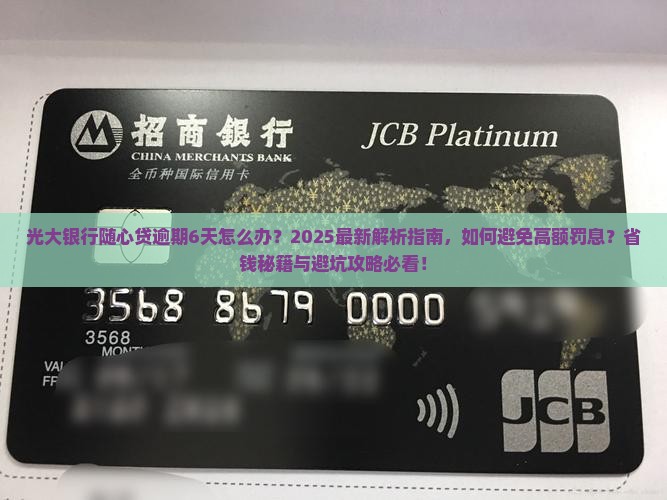 招商銀行
JCB Platinum
CHINA MERCHANTS BANK
全币种国际信用卡
光大银行随心贷逾期6天怎么办？2025最新解析指南，如何避免高额罚息？省
钱秘籍与避坑攻略必看！
3568 8679 0000
3568
MONT
JCB